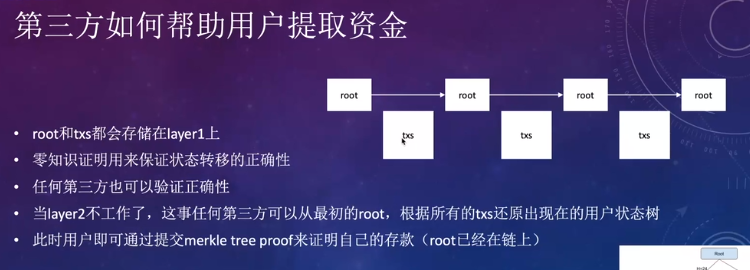 第三方如何帮助用户提取资金
root
root
root
root
txs
txs
txs
• root和txs都会存储在layer1上
• 零知识证明用来保证状态转移的正确性
• 任何第三方也可以验证正确性
• 当layer2不工作了，这事任何第三方可以从最初的root，根据所有的txs还原出现在的用户状态树
• 此时用户即可通过提交merkle tree proof来证明自己的存款（root已经在链上）
Root